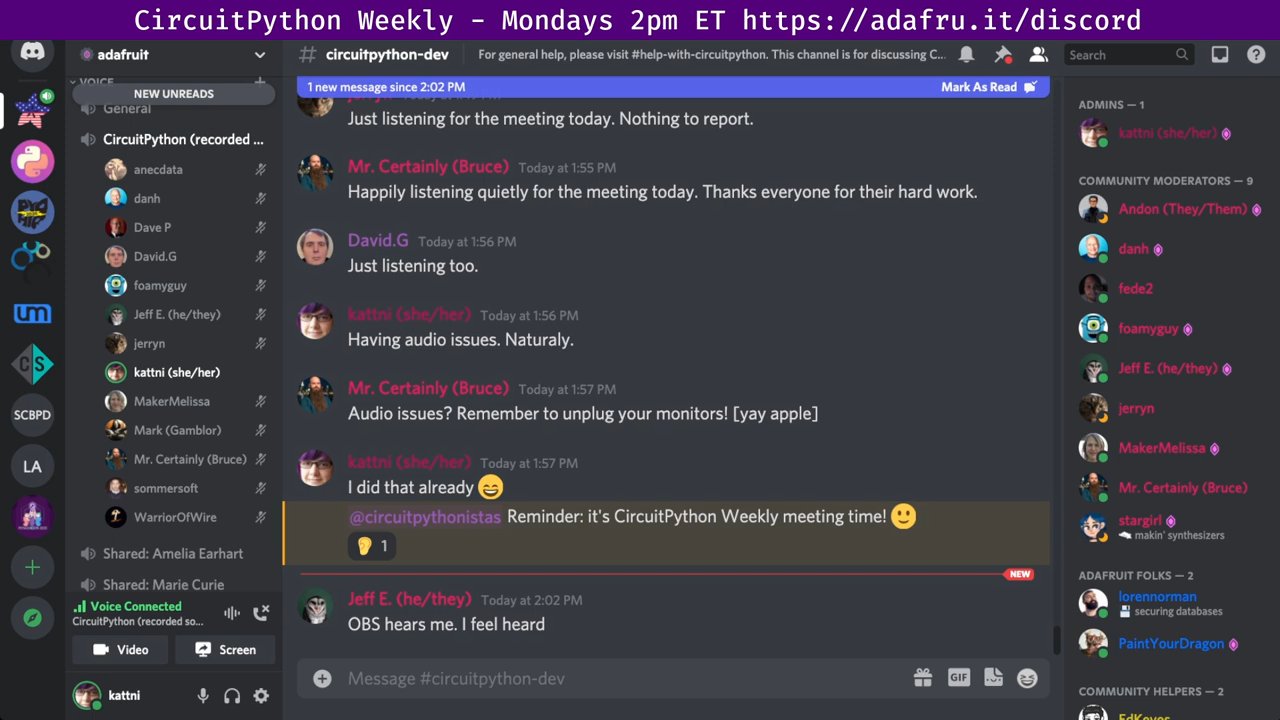 CircuitPython Weekly - Mondays 2pm ET https://adafru.it/discord
adafruit
VOICE
NEW UNREADS
General
CircuitPython (recorded ...
anecdata
danh
Dave P
David.G
foamyguy
Jeff E. (he/they)
jerryn
kattni (she/her)
MakerMelissa
Mark (Gamblor)
Mr. Certainly (Bruce)
sommersoft
WarriorOfWire
Shared: Amelia Earhart
Shared: Marie Curie
Voice Connected
CircuitPython (recorded so...
Video
Screen
kattni
um
CS
SCBPD
LA
# circuitpython-dev
For general help, please visit #help-with-circuitpython. This channel is for discussing C...
Search
1 new message since 2:02 PM
Mark As Read
Just listening for the meeting today. Nothing to report.
Mr. Certainly (Bruce) Today at 1:55 PM
Happily listening quietly for the meeting today. Thanks everyone for their hard work.
David.G Today at 1:56 PM
Just listening too.
kattni (she/her) Today at 1:56 PM
Having audio issues. Naturaly.
Mr. Certainly (Bruce) Today at 1:57 PM
Audio issues? Remember to unplug your monitors! [yay apple]
kattni (she/her) Today at 1:57 PM
I did that already 😄
@circuitpythonistas Reminder: it's CircuitPython Weekly meeting time! 🙂
👂 1
NEW
Jeff E. (he/they) Today at 2:02 PM
OBS hears me. I feel heard
Message #circuitpython-dev
GIF
ADMINS — 1
kattni (she/her)
COMMUNITY MODERATORS — 9
Andon (They/Them)
danh
fede2
foamyguy
Jeff E. (he/they)
jerryn
MakerMelissa
Mr. Certainly (Bruce)
stargirl
makin' synthesizers
ADAFRUIT FOLKS — 2
lorennorman
💾 securing databases
PaintYourDragon
COMMUNITY HELPERS — 2
EdKeyes